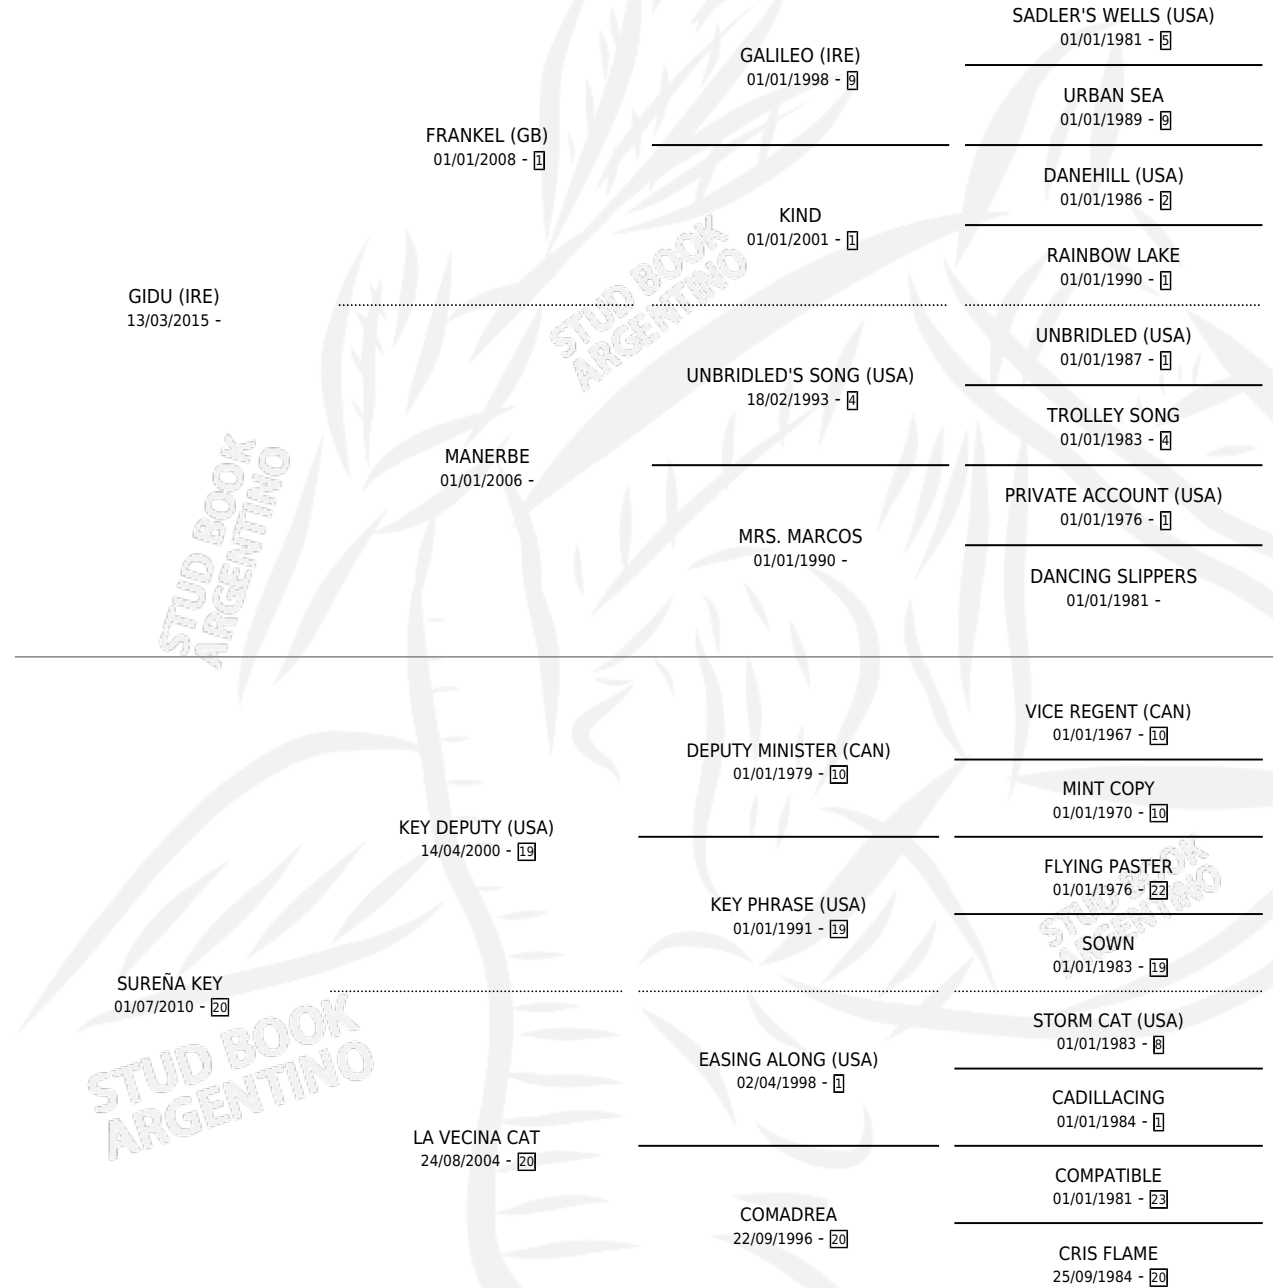 SADLER'S WELLS (USA)
01/01/1981 - 5
GALILEO (IRE)
01/01/1998 - 9
URBAN SEA
01/01/1989 - 9
FRANKEL (GB)
01/01/2008 - 1
DANEHILL (USA)
01/01/1986 - 2
KIND
01/01/2001 - 1
RAINBOW LAKE
01/01/1990 - 1
GIDU (IRE)
13/03/2015 -
UNBRIDLED (USA)
01/01/1987 - 1
UNBRIDLED'S SONG (USA)
18/02/1993 - 4
TROLLEY SONG
01/01/1983 - 4
MANERBE
01/01/2006 -
PRIVATE ACCOUNT (USA)
01/01/1976 - 1
MRS. MARCOS
01/01/1990 -
DANCING SLIPPERS
01/01/1981 -
VICE REGENT (CAN)
01/01/1967 - 10
DEPUTY MINISTER (CAN)
01/01/1979 - 10
MINT COPY
01/01/1970 - 10
KEY DEPUTY (USA)
14/04/2000 - 19
FLYING PASTER
01/01/1976 - 22
KEY PHRASE (USA)
01/01/1991 - 19
SOWN
01/01/1983 - 19
SUREÑA KEY
01/07/2010 - 20
STORM CAT (USA)
01/01/1983 - 8
EASING ALONG (USA)
02/04/1998 - 1
CADILLACING
01/01/1984 - 1
LA VECINA CAT
24/08/2004 - 20
COMPATIBLE
01/01/1981 - 23
COMADREA
22/09/1996 - 20
CRIS FLAME
25/09/1984 - 20
STUD BOOK
ARGENTINO
STUD BOOK
ARGENTINO
STUD BOOK
ARGENTINO
STUD BOOK
ARGENTINO